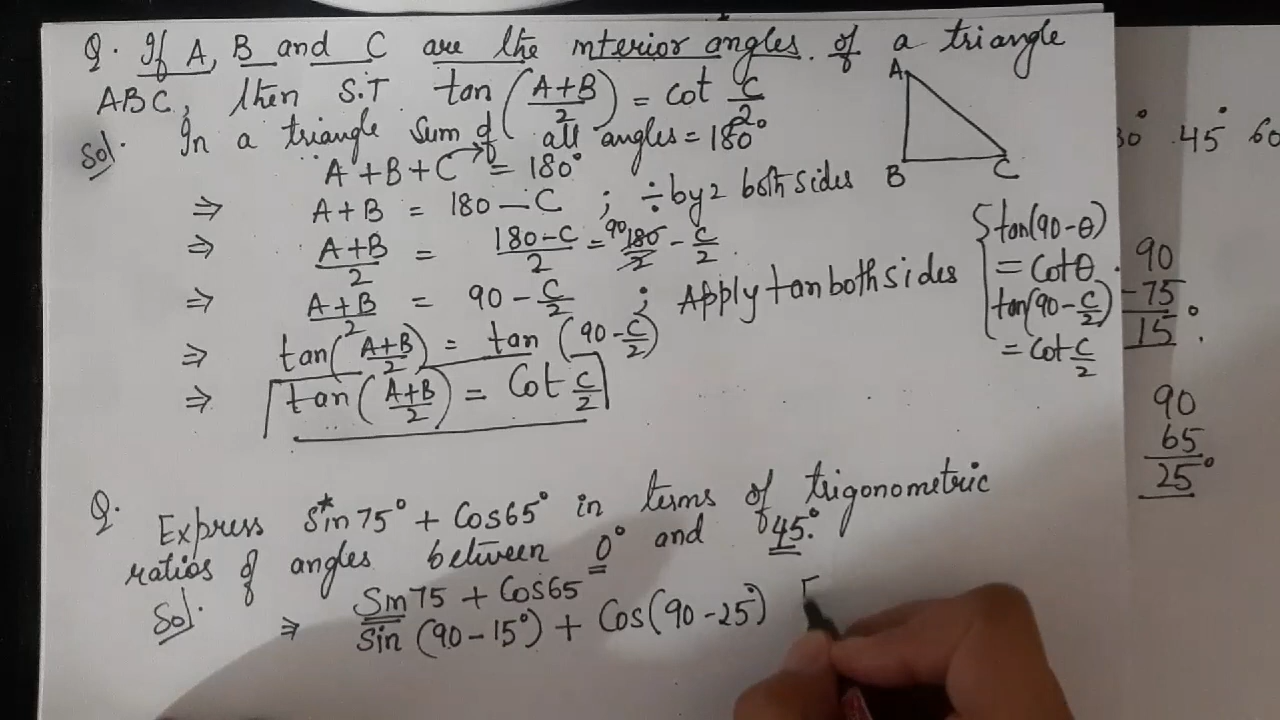 Q. If A, B and C are the interior angles of a triangle
ABC, then S.T tan(A+B/2) = cot C/2
Sol. In a triangle sum of all angles = 180°
A + B + C = 180°
⇒ A + B = 180 - C ; ÷ by 2 both sides
⇒ A+B/2 = 180-C/2 = 180/2 90 - C/2
⇒ A+B/2 = 90 - C/2 ; Apply tan both sides
⇒ tan(A+B/2) = tan (90 - C/2)
⇒ tan(A+B/2) = Cot C/2
A
B
C
{tan(90-θ)
= Cotθ.
tan(90-C/2)
= Cot C/2
Q. Express Sin75° + Cos65° in terms of trigonometric
ratios of angles between 0° and 45°.
Sol. Sin75 + Cos65
⇒ Sin (90-15°) + Cos(90-25°) [
30° 45° 60
90
-75
15°.
90
65
25°